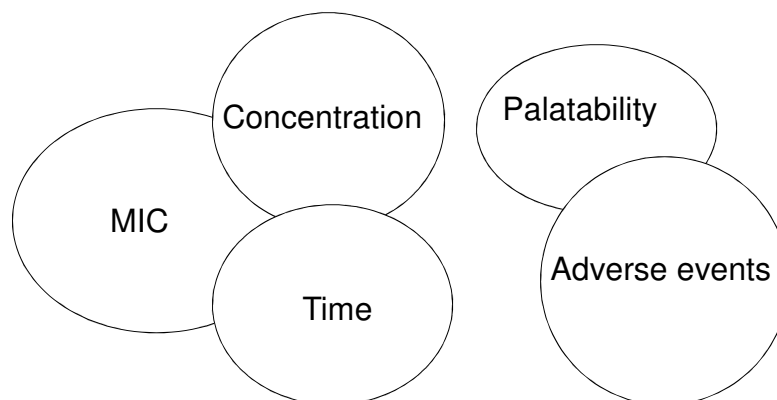 Concentration
Palatability
MIC
Adverse events
Time